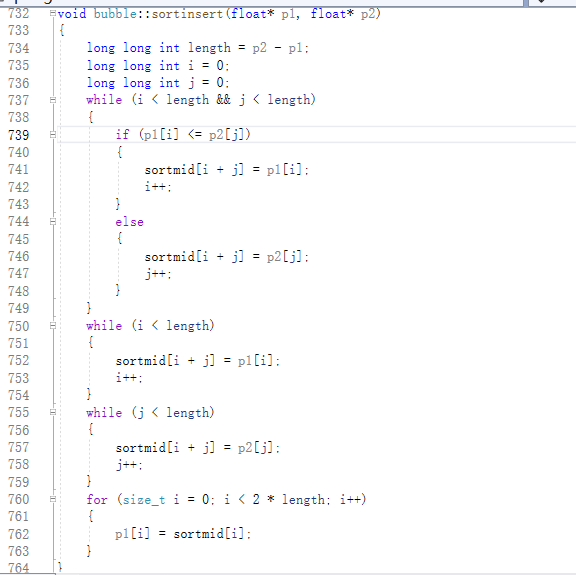 732 void bubble::sortinsert(float* p1, float* p2)
733 {
734 long long int length = p2 - p1;
735 long long int i = 0;
736 long long int j = 0;
737 while (i < length && j < length)
738 {
739 if (p1[i] <= p2[j])
740 {
741 sortmid[i + j] = p1[i];
742 i++;
743 }
744 else
745 {
746 sortmid[i + j] = p2[j];
747 j++;
748 }
749 }
750 while (i < length)
751 {
752 sortmid[i + j] = p1[i];
753 i++;
754 }
755 while (j < length)
756 {
757 sortmid[i + j] = p2[j];
758 j++;
759 }
760 for (size_t i = 0; i < 2 * length; i++)
761 {
762 p1[i] = sortmid[i];
763 }
764 }